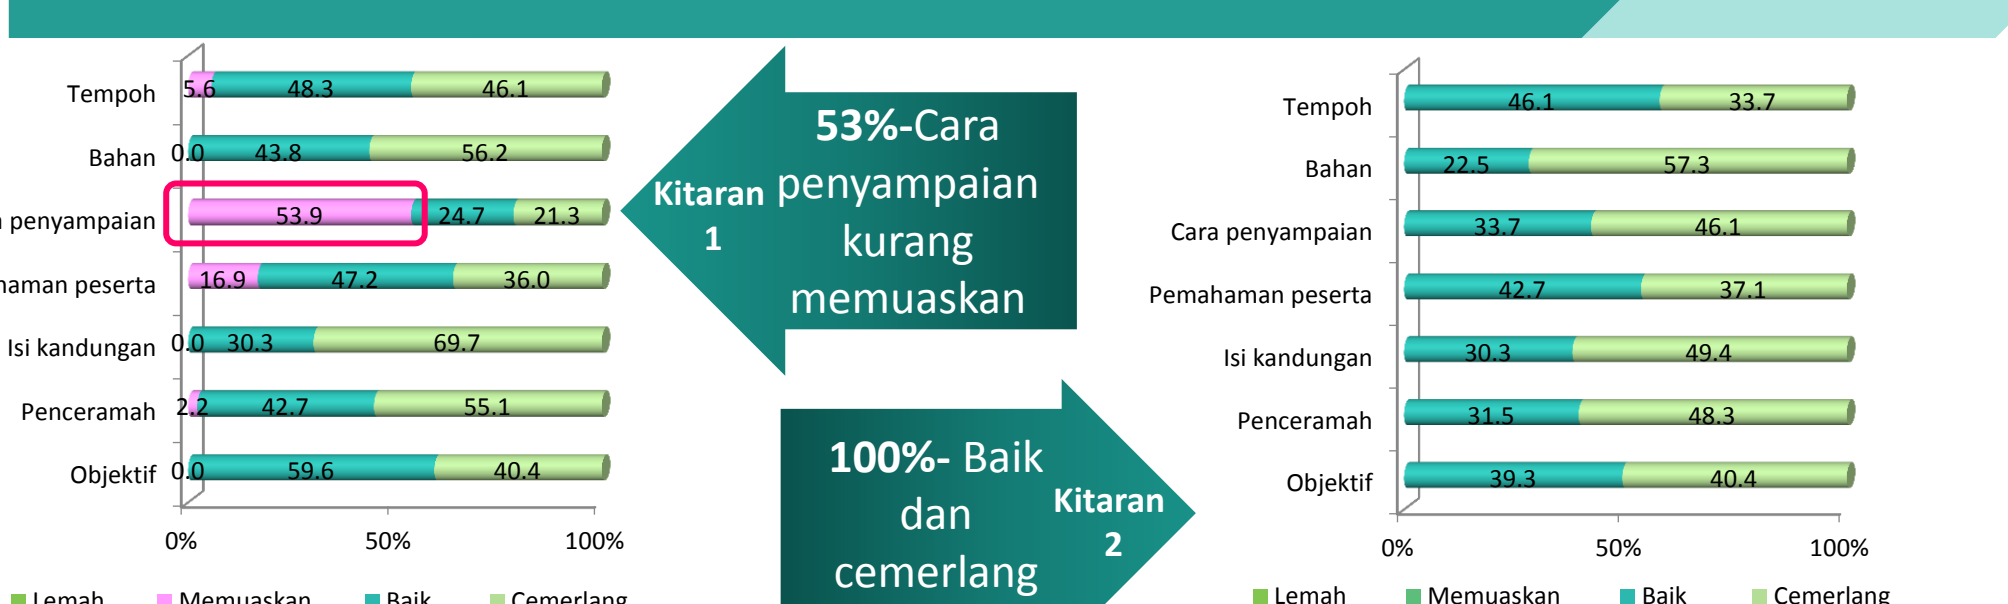 Tempoh
5.6 48.3 46.1
Bahan
0.0 43.8 56.2
penyampaian
53.9 24.7 21.3
peserta
16.9 47.2 36.0
Isi kandungan
0.0 30.3 69.7
Penceramah
2.2 42.7 55.1
Objektif
0.0 59.6 40.4
0% 50% 100%
Lemah Memuaskan Baik Cemerlang
53%-Cara
penyampaian
kurang
memuaskan
Kitaran
1
100%- Baik
dan
cemerlang
Kitaran
2
Tempoh
46.1 33.7
Bahan
22.5 57.3
Cara penyampaian
33.7 46.1
Pemahaman peserta
42.7 37.1
Isi kandungan
30.3 49.4
Penceramah
31.5 48.3
Objektif
39.3 40.4
0% 50% 100%
Lemah Memuaskan Baik Cemerlang